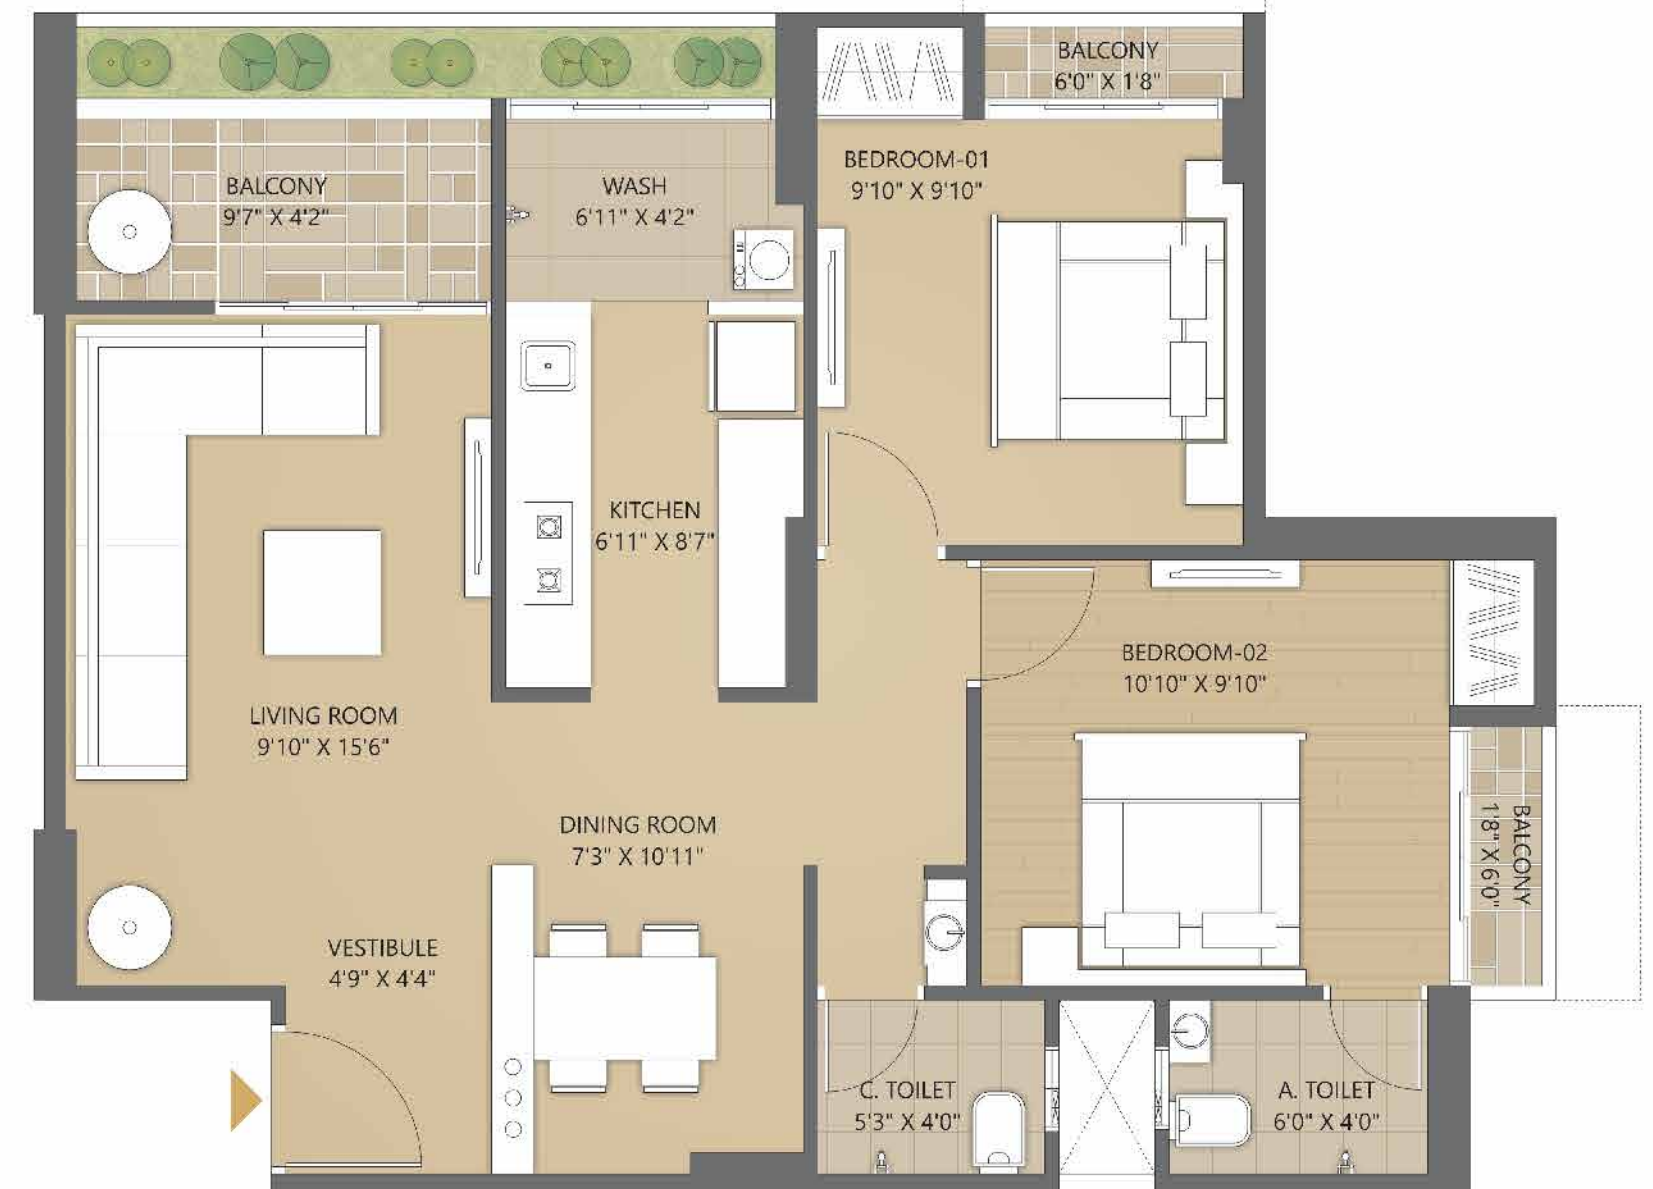 BALCONY
6'0" X 1'8"
BEDROOM-01
9'10" X 9'10"
BALCONY
9'7" X 4'2"
WASH
6'11" X 4'2"
KITCHEN
6'11" X 8'7"
BEDROOM-02
10'10" X 9'10"
LIVING ROOM
9'10" X 15'6"
DINING ROOM
7'3" X 10'11"
BALCONY
1'8" X 6'0"
VESTIBULE
4'9" X 4'4"
C. TOILET
5'3" X 4'0"
A. TOILET
6'0" X 4'0"